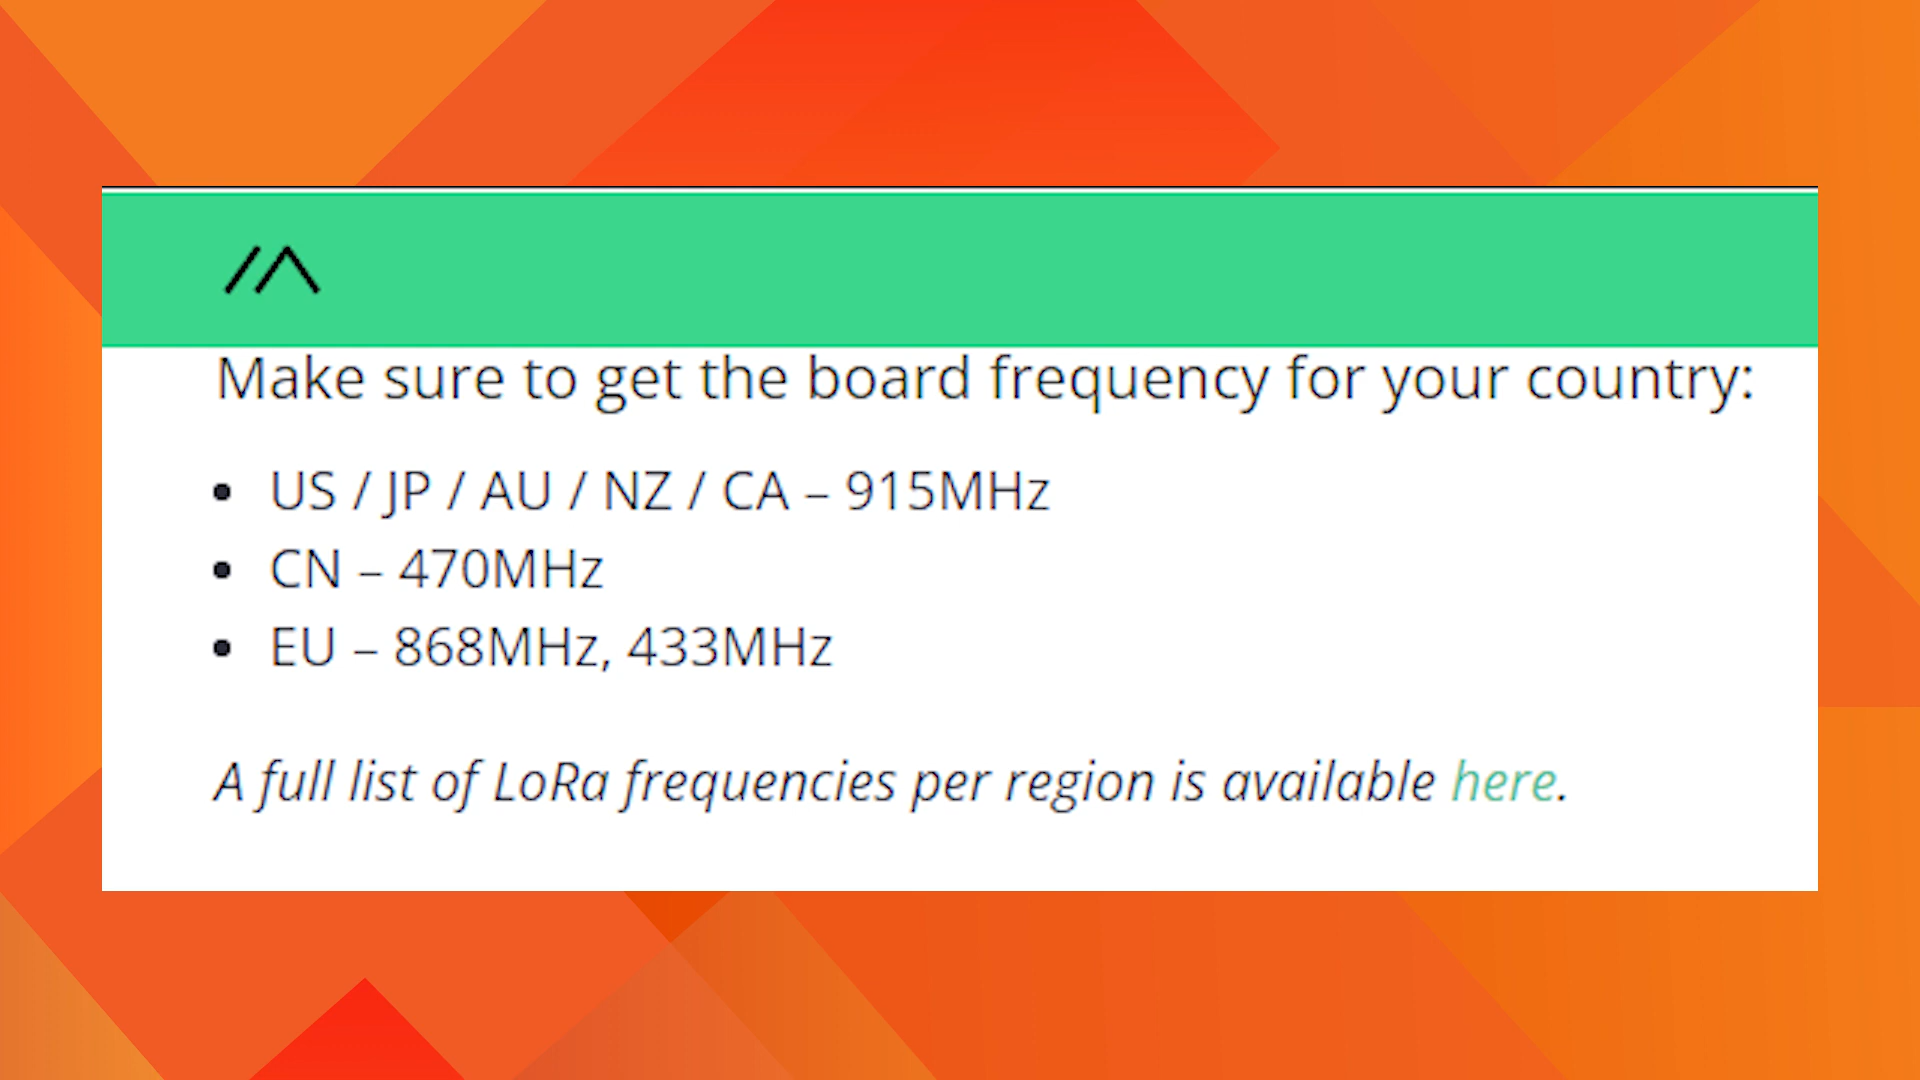 Make sure to get the board frequency for your country:
US / JP / AU / NZ / CA – 915MHz
CN – 470MHz
EU – 868MHz, 433MHz
A full list of LoRa frequencies per region is available here.